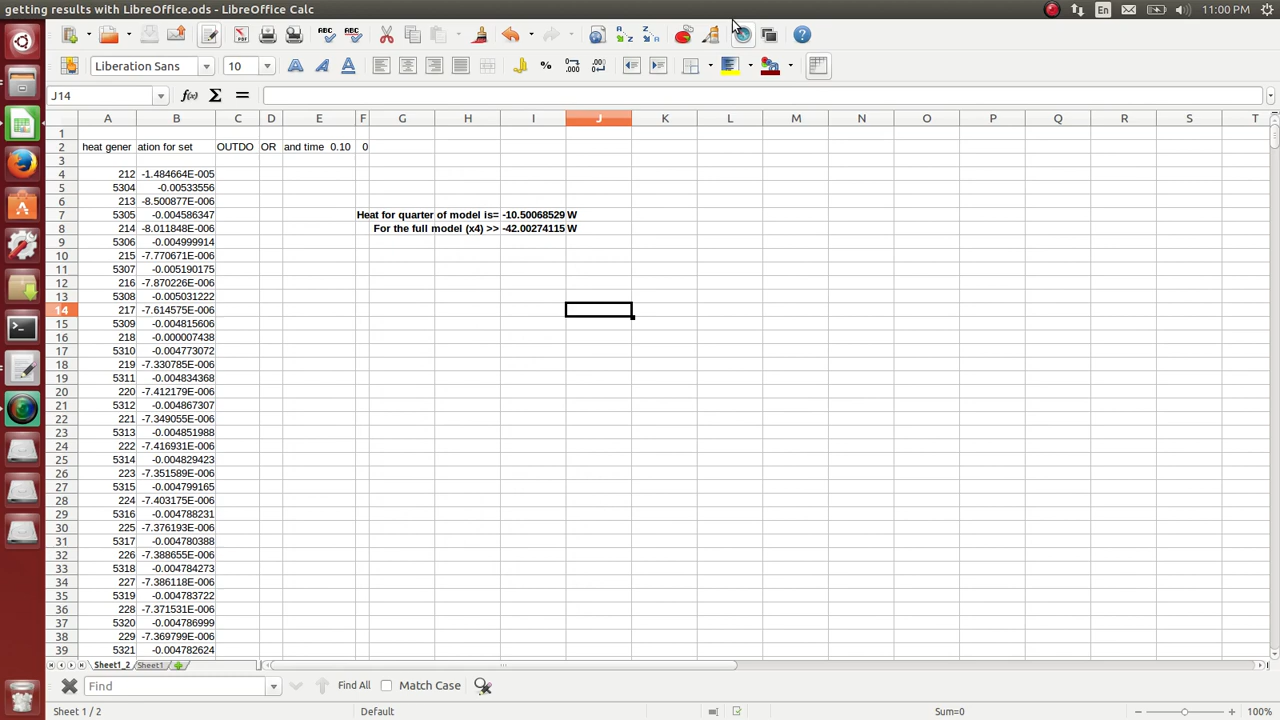 getting results with LibreOffice.ods - LibreOffice Calc
En
11:00 PM
Liberation Sans
10
J14
A B C D E F G H I J K L M N O P Q R S T
1
2 heat gener ation for set OUTDO OR and time 0.10 0
3
4 212 -1.484664E-005
5 5304 -0.00533556
6 213 -8.500877E-006
7 5305 -0.004586347 Heat for quarter of model is= -10.50068529 W
8 214 -8.011848E-006 For the full model (x4) >> -42.00274115 W
9 5306 -0.004999914
10 215 -7.770671E-006
11 5307 -0.005190175
12 216 -7.870226E-006
13 5308 -0.005031222
14 217 -7.614575E-006
15 5309 -0.004815606
16 218 -0.000007438
17 5310 -0.004773072
18 219 -7.330785E-006
19 5311 -0.004834368
20 220 -7.412179E-006
21 5312 -0.004867307
22 221 -7.349055E-006
23 5313 -0.004851988
24 222 -7.416931E-006
25 5314 -0.004829423
26 223 -7.351589E-006
27 5315 -0.004799165
28 224 -7.403175E-006
29 5316 -0.004788231
30 225 -7.376193E-006
31 5317 -0.004780388
32 226 -7.388655E-006
33 5318 -0.004784273
34 227 -7.386118E-006
35 5319 -0.004783722
36 228 -7.371531E-006
37 5320 -0.004786999
38 229 -7.369799E-006
39 5321 -0.004782624
Sheet1_2 Sheet1
Find
Find All
Match Case
Sheet 1 / 2
Default
Sum=0
100%